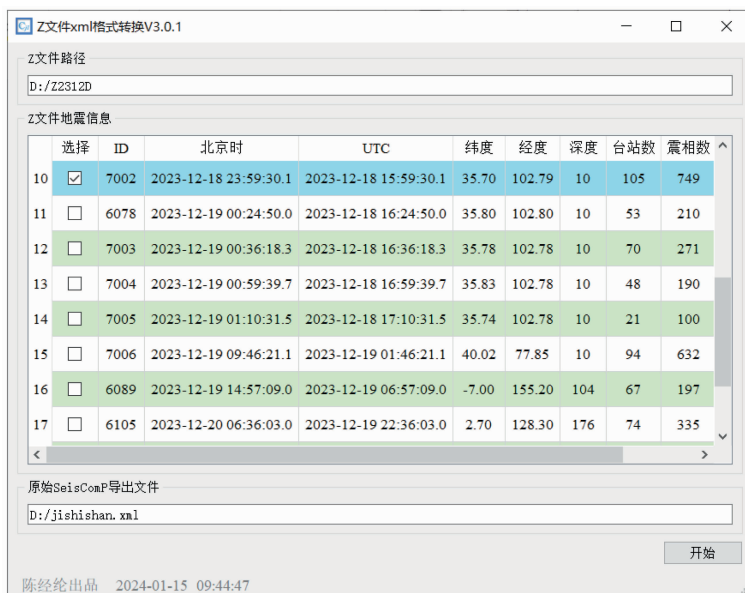 Z文件xml格式转换V3.0.1
Z文件路径
D:/Z2312D
Z文件地震信息
选择 ID 北京时 UTC 纬度 经度 深度 台站数 震相数
10 7002 2023-12-18 23:59:30.1 2023-12-18 15:59:30.1 35.70 102.79 10 105 749
11 6078 2023-12-19 00:24:50.0 2023-12-18 16:24:50.0 35.80 102.80 10 53 210
12 7003 2023-12-19 00:36:18.3 2023-12-18 16:36:18.3 35.78 102.78 10 70 271
13 7004 2023-12-19 00:59:39.7 2023-12-18 16:59:39.7 35.83 102.78 10 48 190
14 7005 2023-12-19 01:10:31.5 2023-12-18 17:10:31.5 35.74 102.78 10 21 100
15 7006 2023-12-19 09:46:21.1 2023-12-19 01:46:21.1 40.02 77.85 10 94 632
16 6089 2023-12-19 14:57:09.0 2023-12-19 06:57:09.0 -7.00 155.20 104 67 197
17 6105 2023-12-20 06:36:03.0 2023-12-19 22:36:03.0 2.70 128.30 176 74 335
原始SeisComP导出文件
D:/jishishan.xml
开始
陈经纶出品 2024-01-15 09:44:47